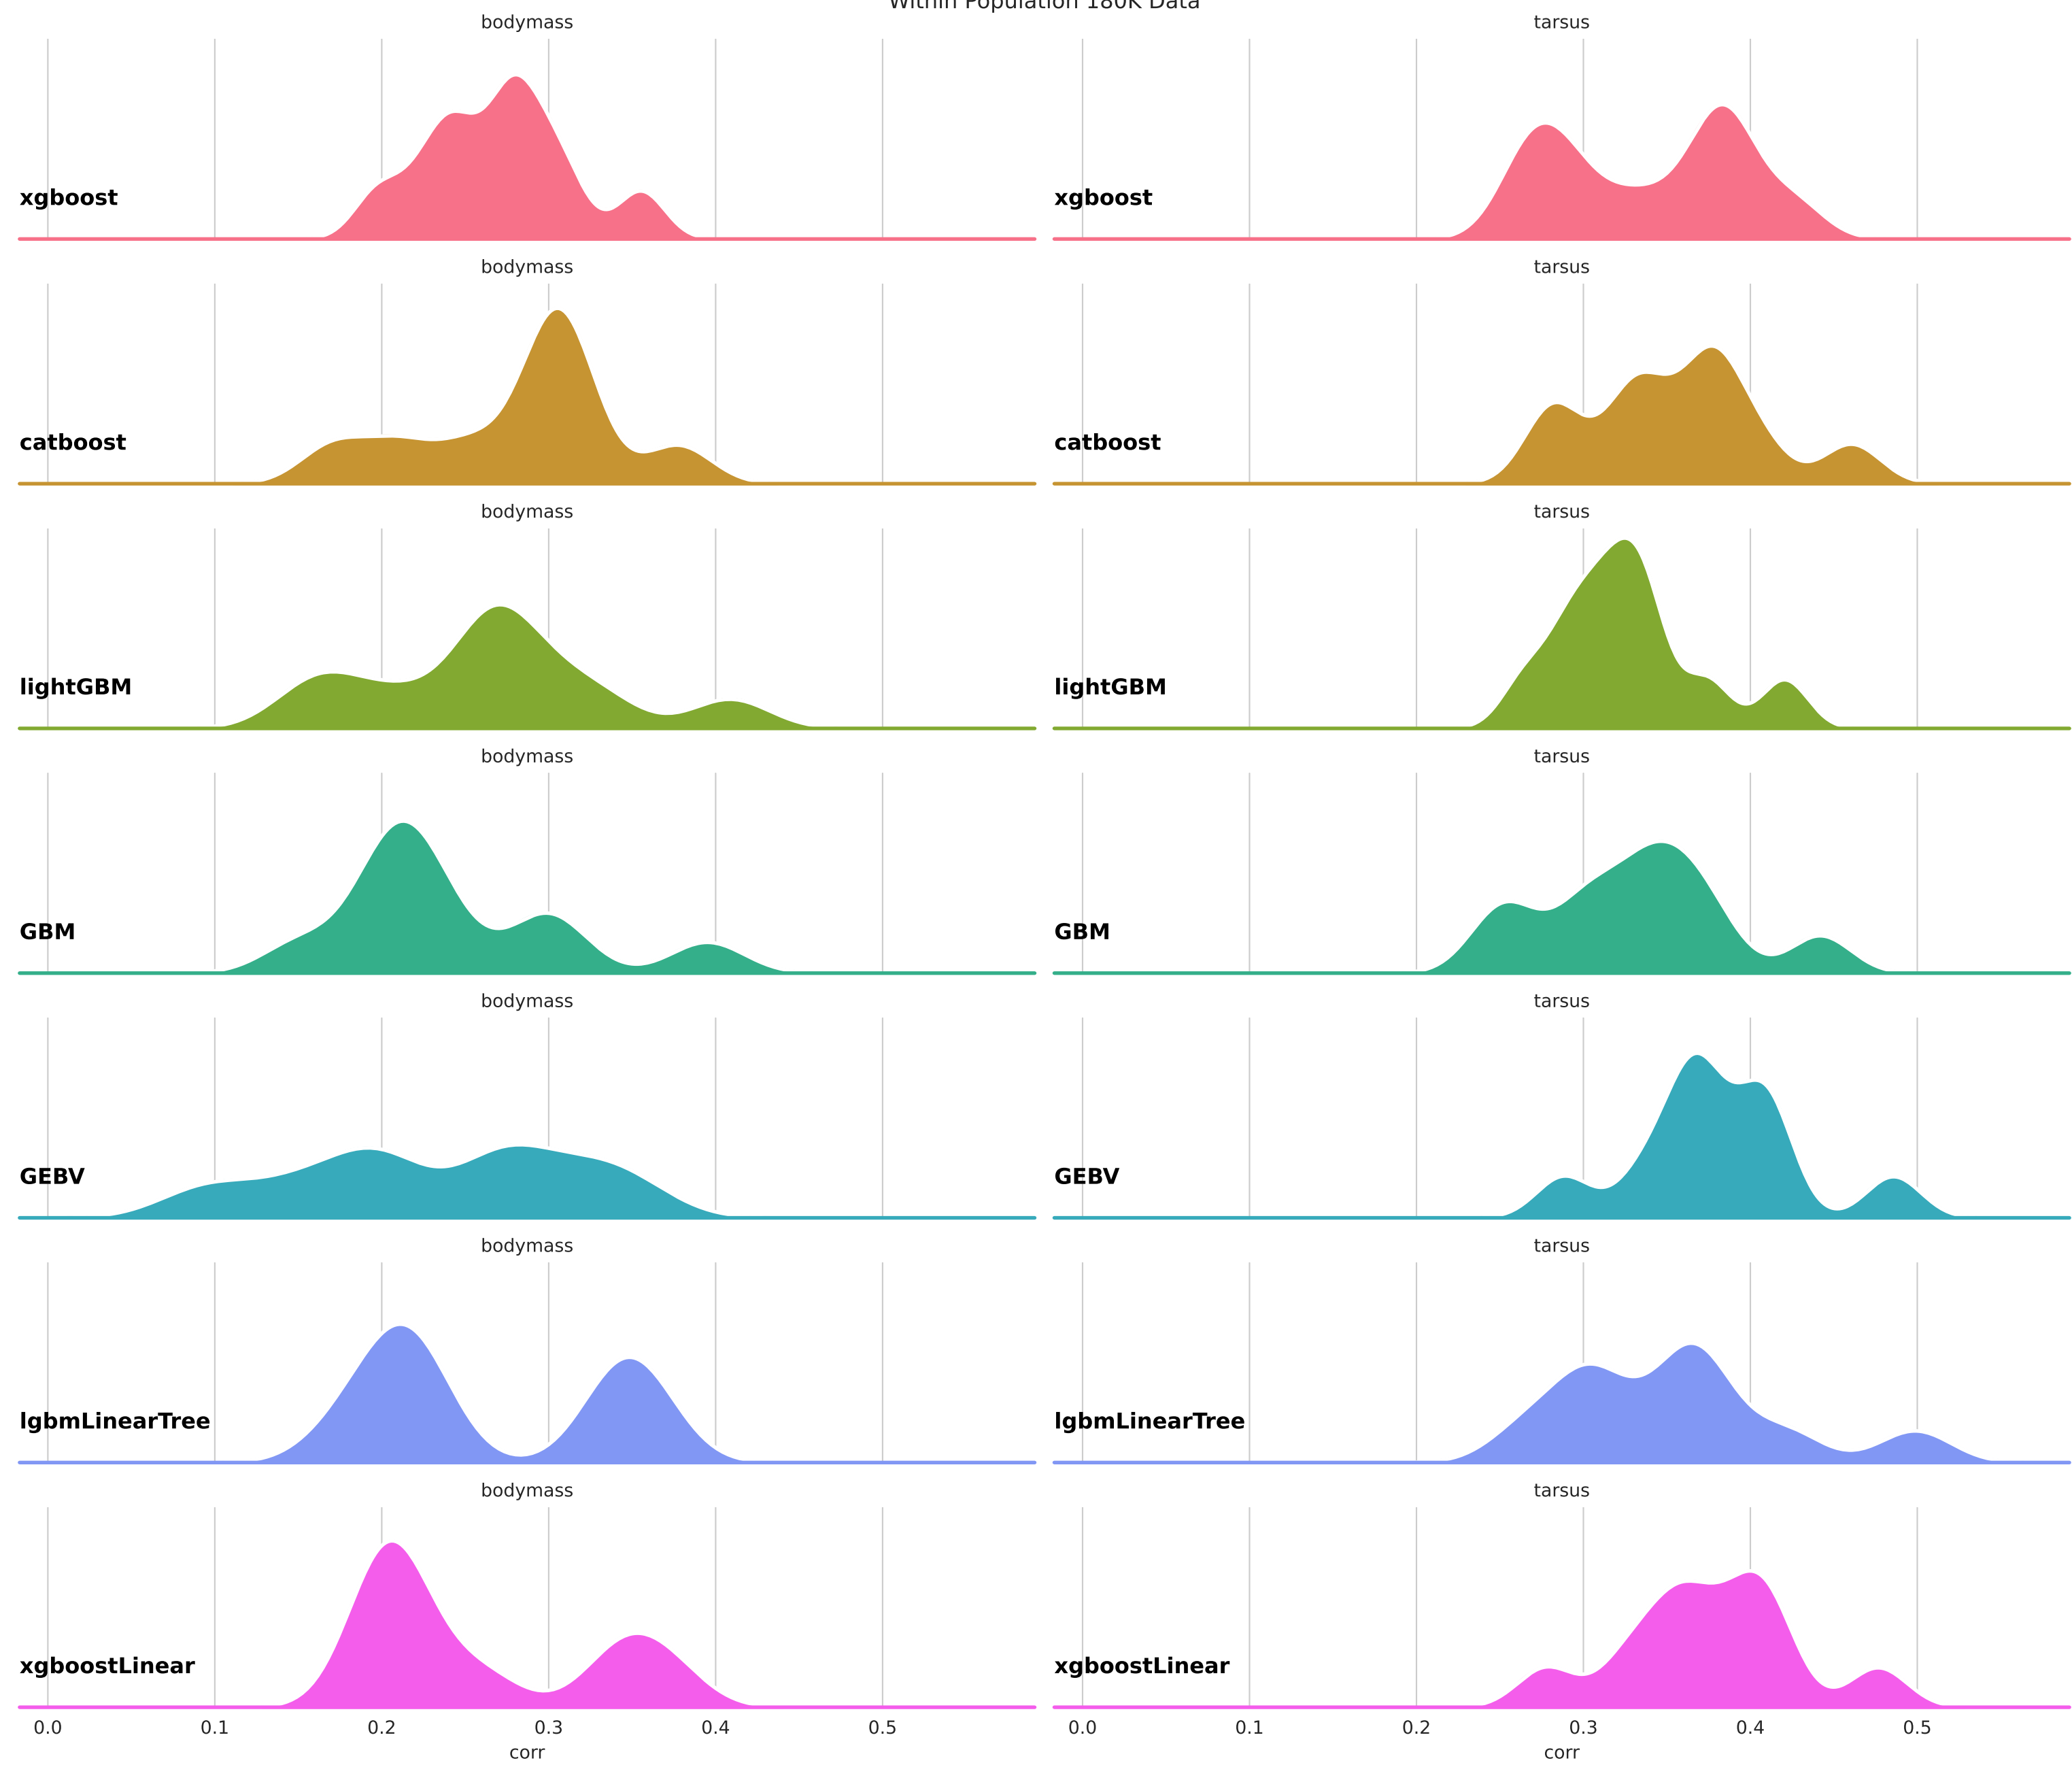 Within Population 180K Data
bodymass tarsus
xgboost xgboost
bodymass tarsus
catboost catboost
bodymass tarsus
lightGBM lightGBM
bodymass tarsus
GBM GBM
bodymass tarsus
GEBV GEBV
bodymass tarsus
lgbmLinearTree lgbmLinearTree
bodymass tarsus
xgboostLinear xgboostLinear
0.0 0.1 0.2 0.3 0.4 0.5 0.0 0.1 0.2 0.3 0.4 0.5
corr corr